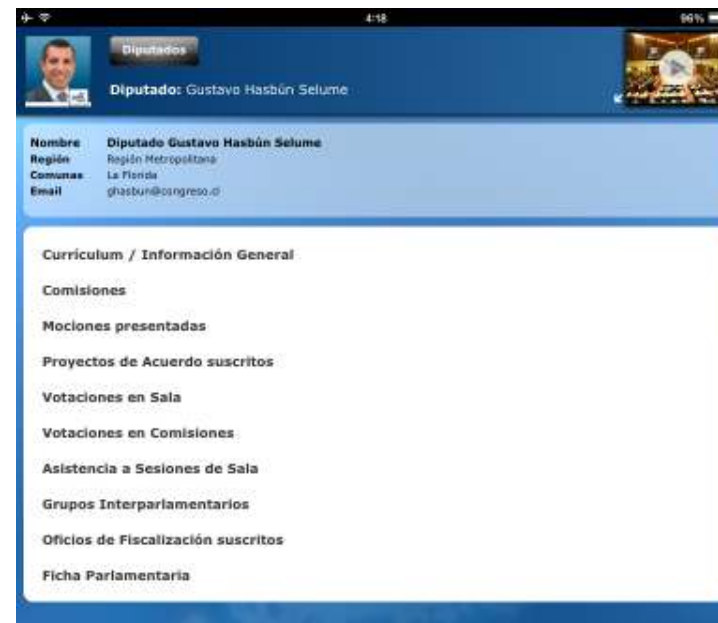 4:18
96%
Diputados
Diputado: Gustavo Hasbún Selume
Nombre Diputado Gustavo Hasbún Selume
Región Región Metropolitana
Comunas La Florida
Email ghasbun@congreso.cl
Currículum / Información General
Comisiones
Mociones presentadas
Proyectos de Acuerdo suscritos
Votaciones en Sala
Votaciones en Comisiones
Asistencia a Sesiones de Sala
Grupos Interparlamentarios
Oficios de Fiscalización suscritos
Ficha Parlamentaria